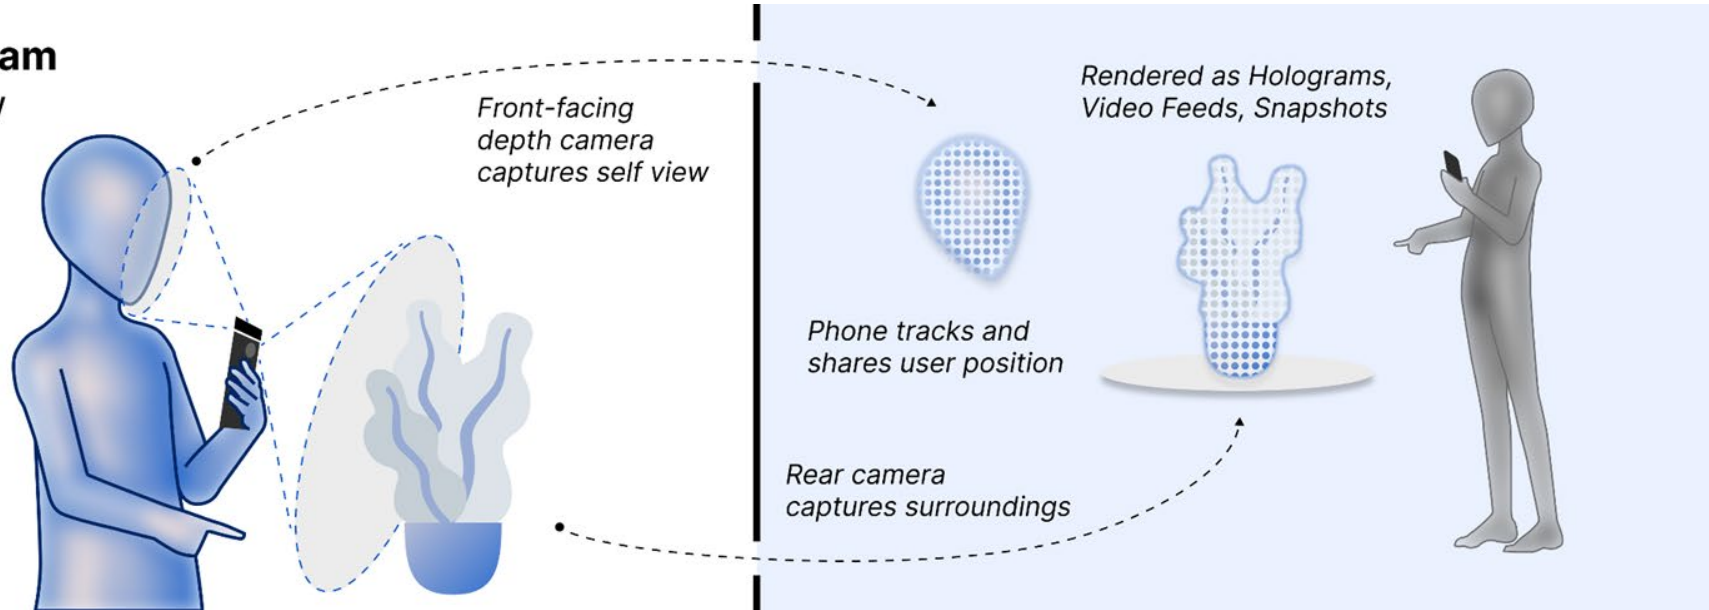 am
Front-facing
depth camera
captures self view
Rendered as Holograms,
Video Feeds, Snapshots
Phone tracks and
shares user position
Rear camera
captures surroundings